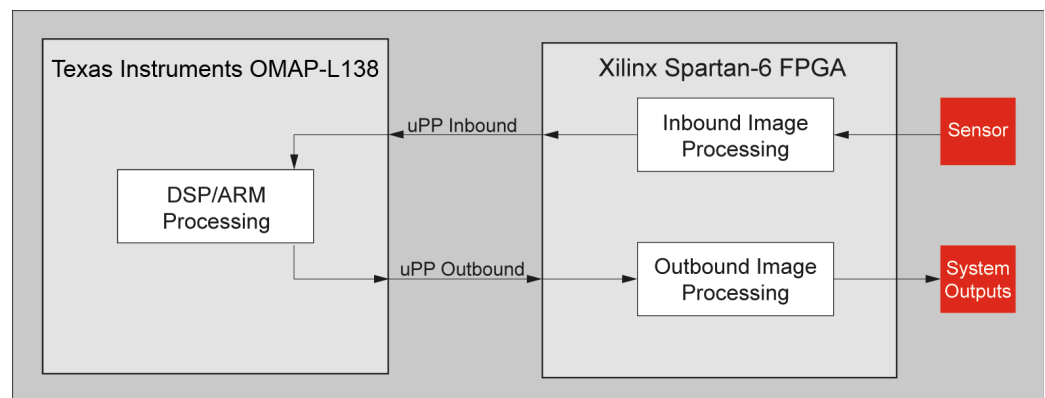 Texas Instruments OMAP-L138
Xilinx Spartan-6 FPGA
uPP Inbound
Inbound Image
Processing
Sensor
DSP/ARM
Processing
uPP Outbound
Outbound Image
Processing
System
Outputs